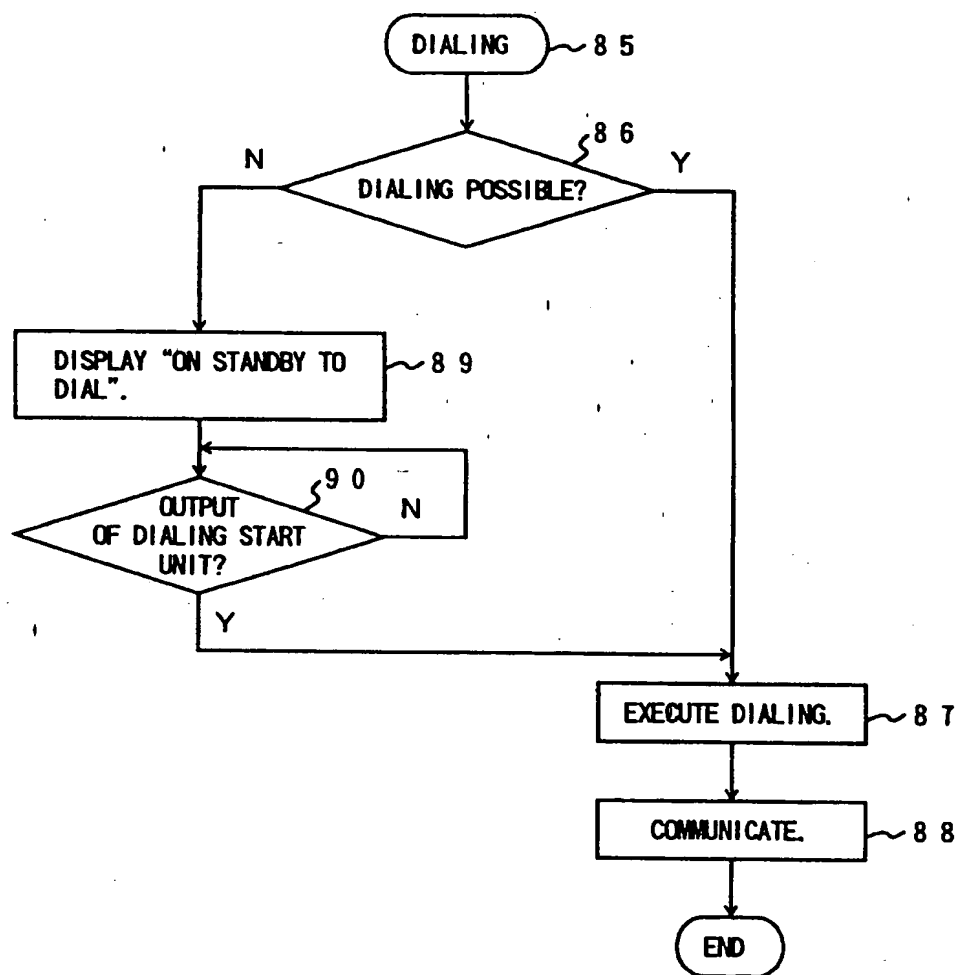 DIALING
85
86
N
Y
DIALING POSSIBLE?
DISPLAY “ON STANDBY TO
DIAL”.
89
90
OUTPUT
OF DIALING START
UNIT?
N
Y
EXECUTE DIALING.
87
COMMUNICATE.
88
END